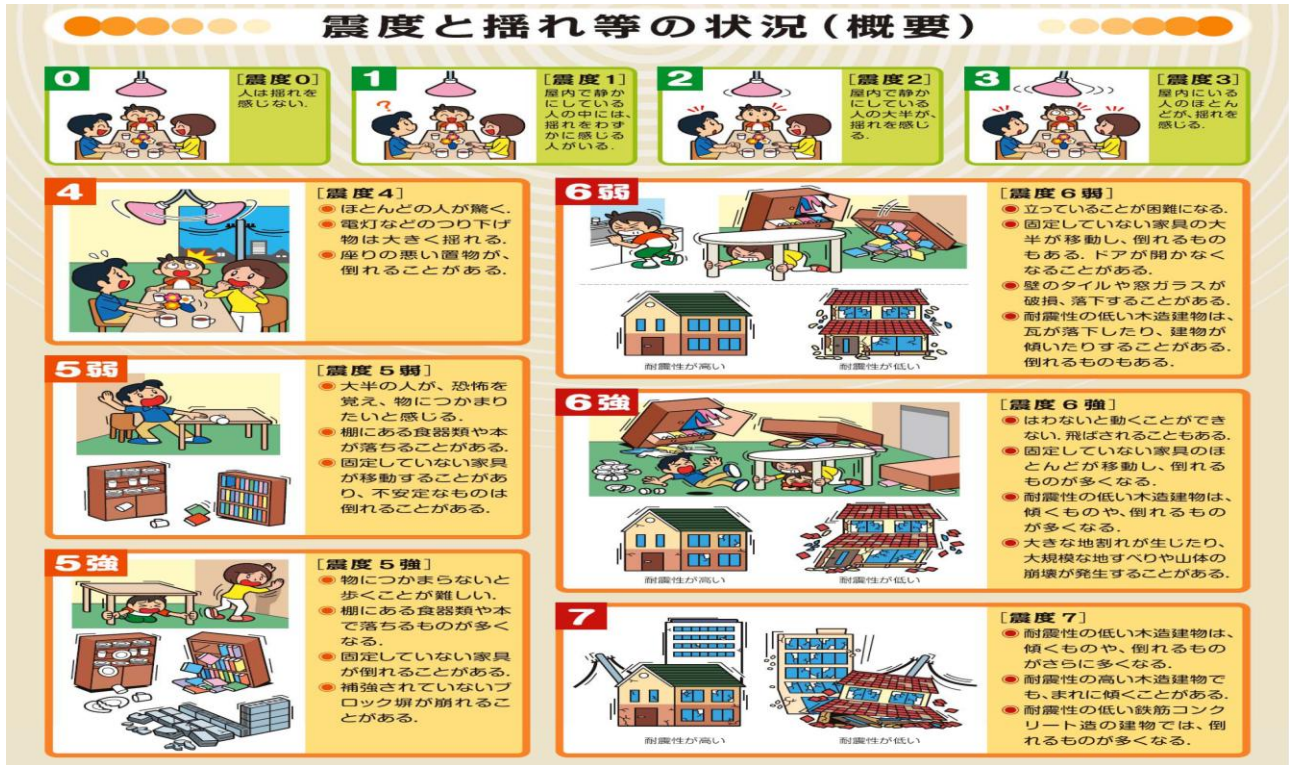 震度と揺れ等の状況(概要)
0
[震度0]
人は揺れを
感じない.
1
?
[震度1]
屋内で静か
にしている
人の中には、
揺れをわず
かに感じる
人がいる.
2
[震度2]
屋内で静か
にしている
人の大半が、
揺れを感じ
る.
3
[震度3]
屋内にいる
人のほとん
どが、揺れを
感じる.
4
[震度4]
●ほとんどの人が驚く.
●電灯などのつり下げ
物は大きく揺れる.
●座りの悪い置物が、
倒れることがある.
5弱
[震度5弱]
●大半の人が、恐怖を
覚え、物につかまり
たいと感じる.
●棚にある食器類や本
が落ちることがある.
●固定していない家具
が移動することがあ
り、不安定なものは
倒れることがある.
5強
[震度5強]
●物につかまらないと
歩くことが難しい.
●棚にある食器類や本
で落ちるものが多く
なる.
●固定していない家具
が倒れることがある.
●補強されていないブ
ロック塀が崩れるこ
とがある.
6弱
耐震性が高い
耐震性が低い
[震度6弱]
●立っていることが困難になる.
●固定していない家具の大
半が移動し、倒れるもの
もある.ドアが開かなく
なることがある.
●壁のタイルや窓ガラスが
破損、落下することがある.
●耐震性の低い木造建物は、
瓦が落下したり、建物が
傾いたりすることがある.
倒れるものもある.
6強
耐震性が高い
耐震性が低い
[震度6強]
●はわないと動くことができ
ない.飛ばされることもある.
●固定していない家具のほ
とんどが移動し、倒れる
ものが多くなる.
●耐震性の低い木造建物は、
傾くものや、倒れるもの
が多くなる.
●大きな地割れが生じたり、
大規模な地すべりや山体の
崩壊が発生することがある.
7
耐震性が高い
耐震性が低い
[震度7]
●耐震性の低い木造建物は、
傾くものや、倒れるもの
がさらに多くなる.
●耐震性の高い木造建物で
も、まれに傾くことがある.
●耐震性の低い鉄筋コンク
リート造の建物では、倒
れるものが多くなる.